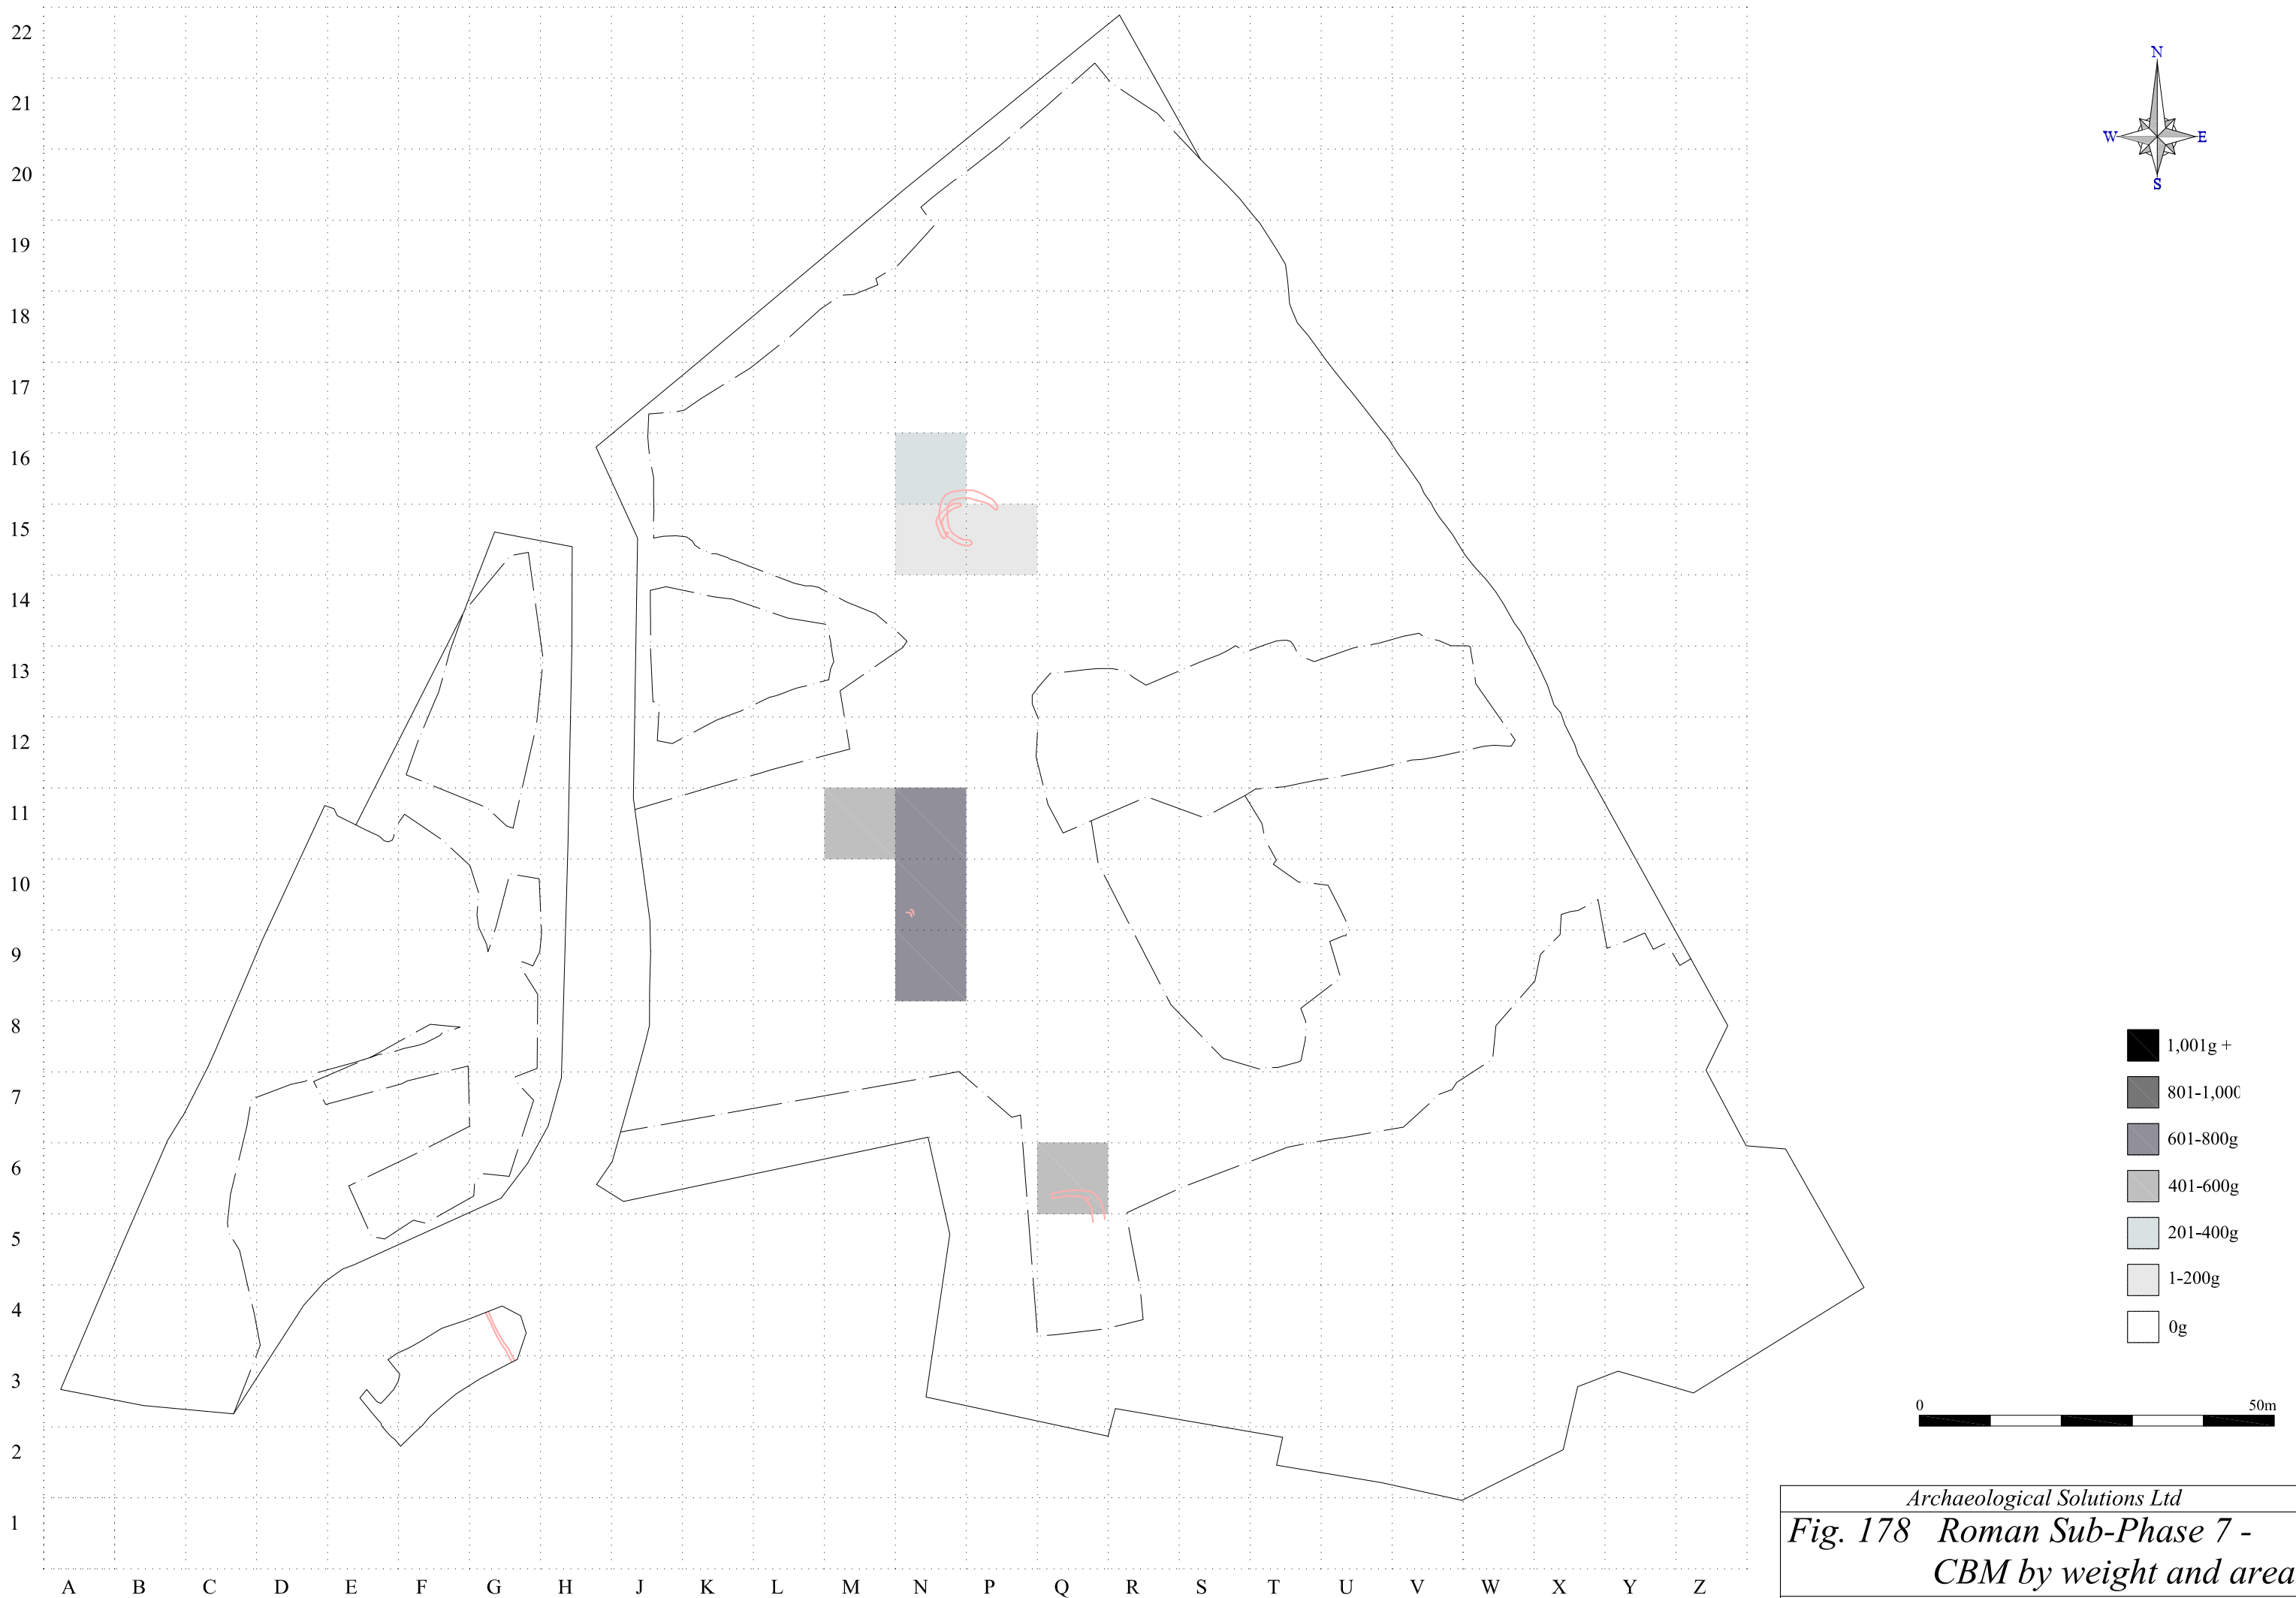 22
21
20
19
18
17
16
15
14
13
12
11
10
9
8
7
6
5
4
3
2
1
A B C D E F G H J K L M N P Q R S T U V W X Y Z
N
W E
S
1,001g +
801-1,000
601-800g
401-600g
201-400g
1-200g
0g
0 50m
Archaeological Solutions Ltd
Fig. 178 Roman Sub-Phase 7 -
CBM by weight and area